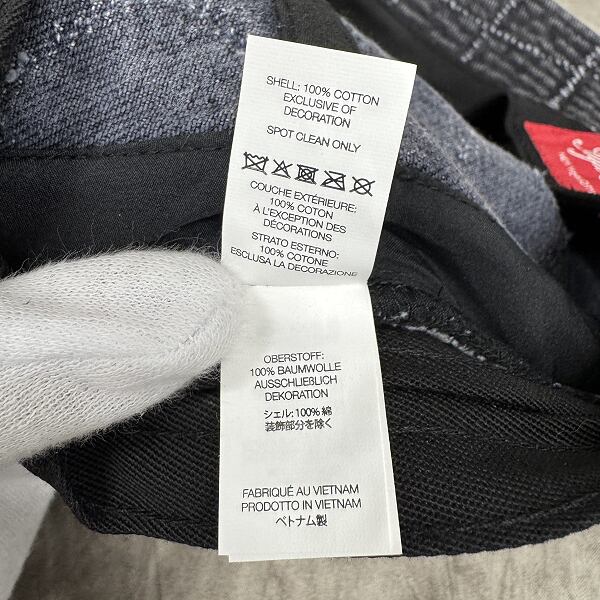 SHELL: 100% COTTON
EXCLUSIVE OF
DECORATION
SPOT CLEAN ONLY
COUCHE EXTÉRIEURE:
100% COTON
À L'EXCEPTION DES
DÉCORATIONS
STRATO ESTERNO:
100% COTONE
ESCLUSA LA DECORAZIONE
OBERSTOFF:
100% BAUMWOLLE
AUSSCHLIEßLICH
DEKORATION
シェル: 100% 綿
装飾部分を除く
FABRIQUÉ AU VIETNAM
PRODOTTO IN VIETNAM
ベトナム製